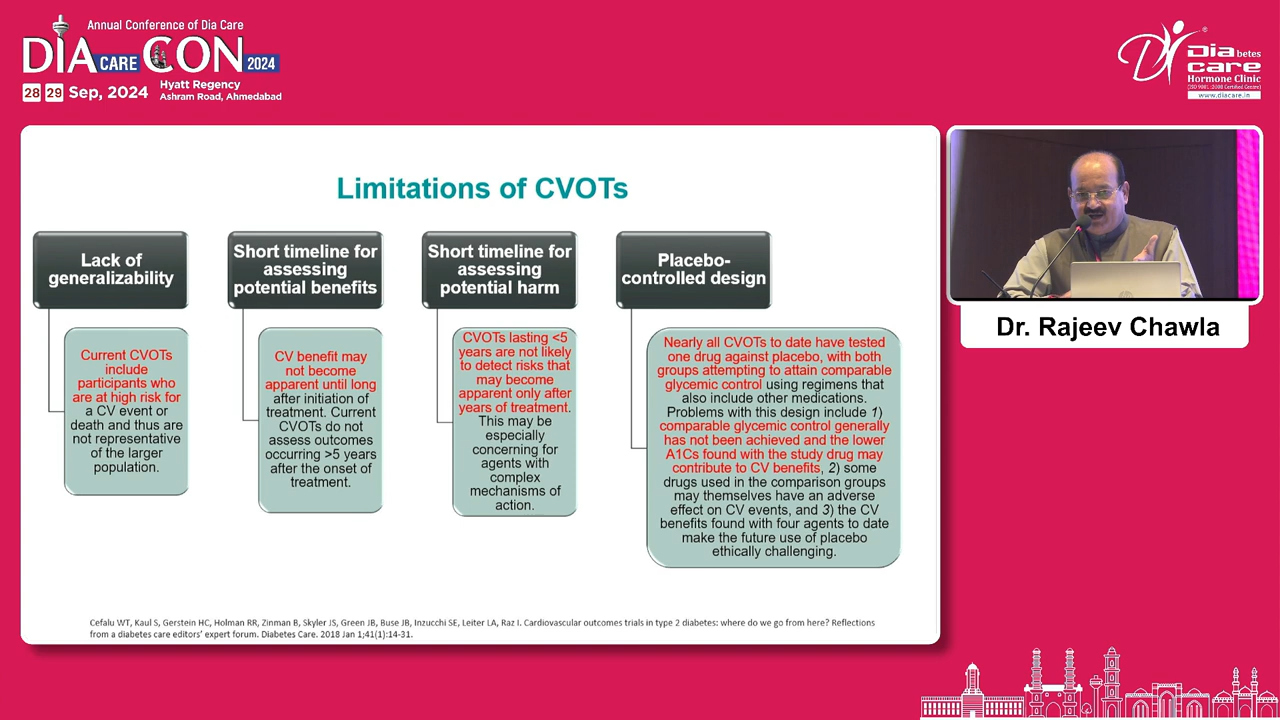 Annual Conference of Dia Care
DIA CARE CON 2024
28 29 Sep, 2024
Hyatt Regency
Ashram Road, Ahmedabad
Diabetes
care
Hormone Clinic
(ISO 9001:2008 Certified Centre)
www.diacare.in
Limitations of CVOTs
Lack of
generalizability
Current CVOTs
include
participants who
are at high risk for
a CV event or
death and thus are
not representative
of the larger
population.
Short timeline for
assessing
potential benefits
CV benefit may
not become
apparent until long
after initiation of
treatment. Current
CVOTs do not
assess outcomes
occurring >5 years
after the onset of
treatment.
Short timeline for
assessing
potential harm
CVOTs lasting <5
years are not likely
to detect risks that
may become
apparent only after
years of treatment.
This may be
especially
concerning for
agents with
complex
mechanisms of
action.
Placebo-
controlled design
Nearly all CVOTs to date have tested
one drug against placebo, with both
groups attempting to attain comparable
glycemic control using regimens that
also include other medications.
Problems with this design include 1)
comparable glycemic control generally
has not been achieved and the lower
A1Cs found with the study drug may
contribute to CV benefits, 2) some
drugs used in the comparison groups
may themselves have an adverse
effect on CV events, and 3) the CV
benefits found with four agents to date
make the future use of placebo
ethically challenging.
Cefalu WT, Kaul S, Gerstein HC, Holman RR, Zinman B, Skyler JS, Green JB, Buse JB, Inzucchi SE, Leiter LA, Raz I. Cardiovascular outcomes trials in type 2 diabetes: where do we go from here? Reflections
from a diabetes care editors' expert forum. Diabetes Care. 2018 Jan 1;41(1):14-31.
Dr. Rajeev Chawla